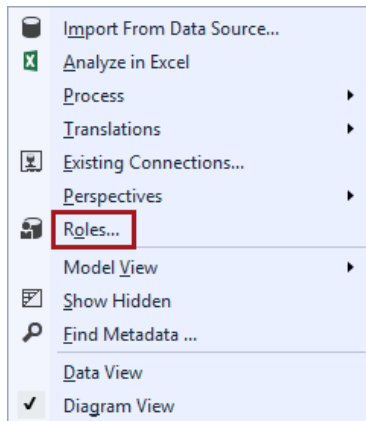 Import From Data Source...
Analyze in Excel
Process
Translations
Existing Connections...
Perspectives
Roles...
Model View
Show Hidden
Find Metadata ...
Data View
Diagram View